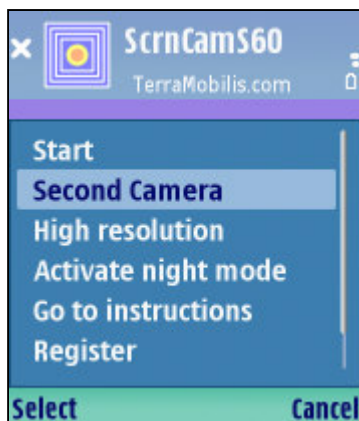 ScrnCamS60
TerraMobilis.com
Start
Second Camera
High resolution
Activate night mode
Go to instructions
Register
Select Cancel